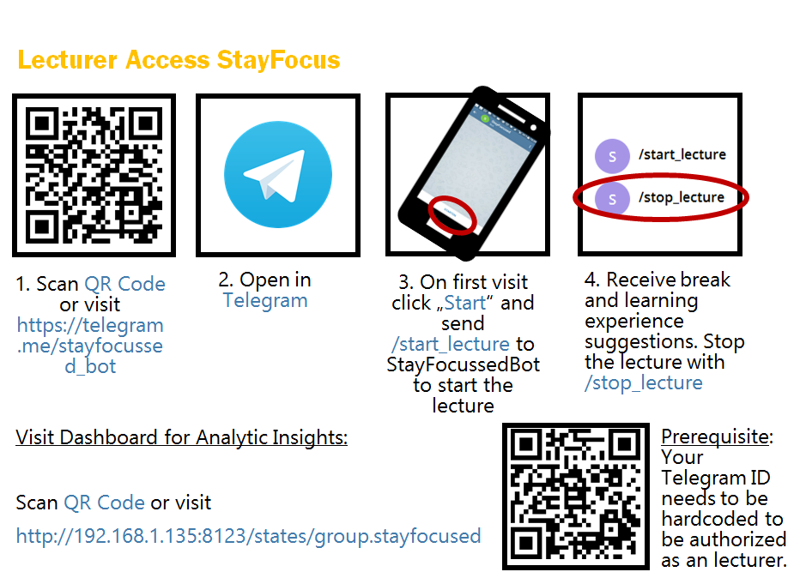 Lecturer Access StayFocus
S /start_lecture
S /stop_lecture
1. Scan QR Code
or visit
https://telegram
.me/stayfocusse
d_bot
2. Open in
Telegram
3. On first visit
click „Start“ and
send
/start_lecture to
StayFocussedBot
to start the
lecture
4. Receive break
and learning
experience
suggestions. Stop
the lecture with
/stop_lecture
Visit Dashboard for Analytic Insights:
Scan QR Code or visit
http://192.168.1.135:8123/states/group.stayfocused
Prerequisite:
Your
Telegram ID
needs to be
hardcoded to
be authorized
as an lecturer.